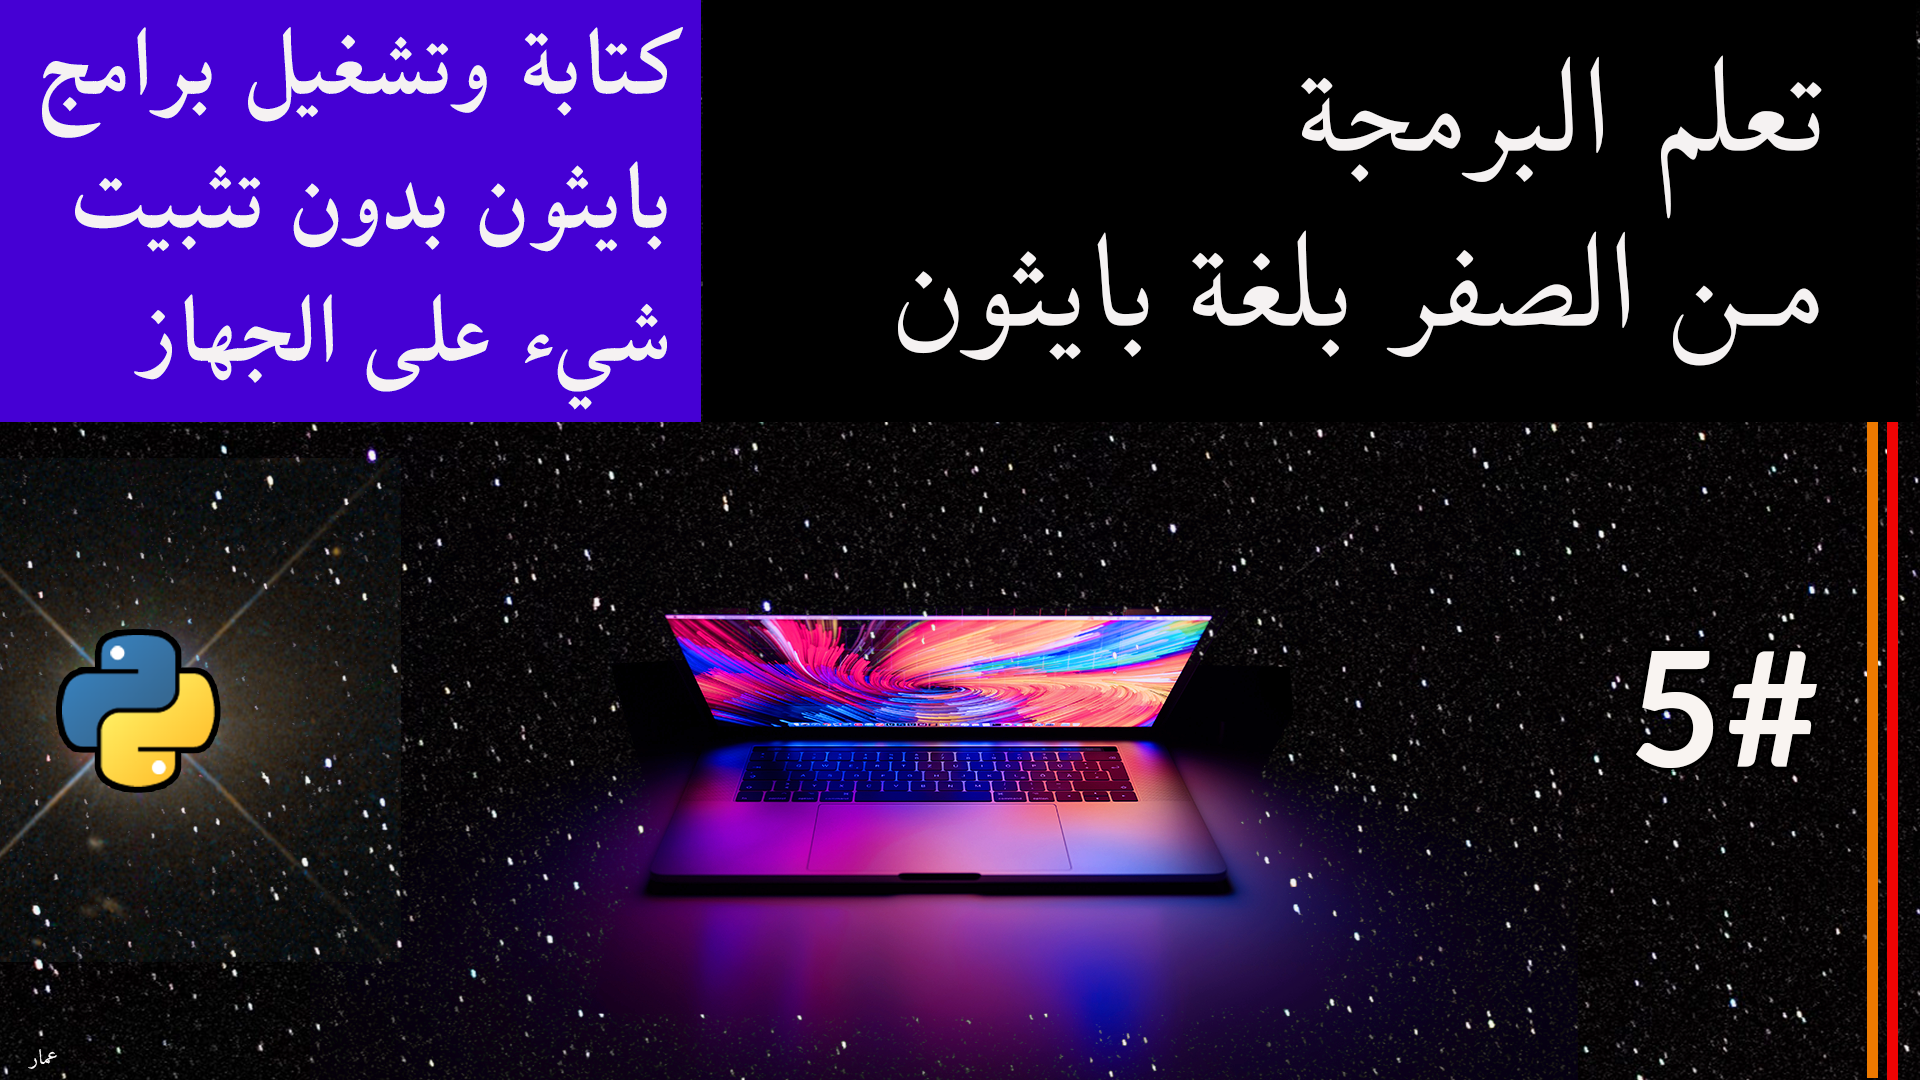 تعلم البرمجة
من الصفر بلغة بايثون
كتابة وتشغيل برامج
بايثون بدون تثبيت
شيء على الجهاز
5#
عمار